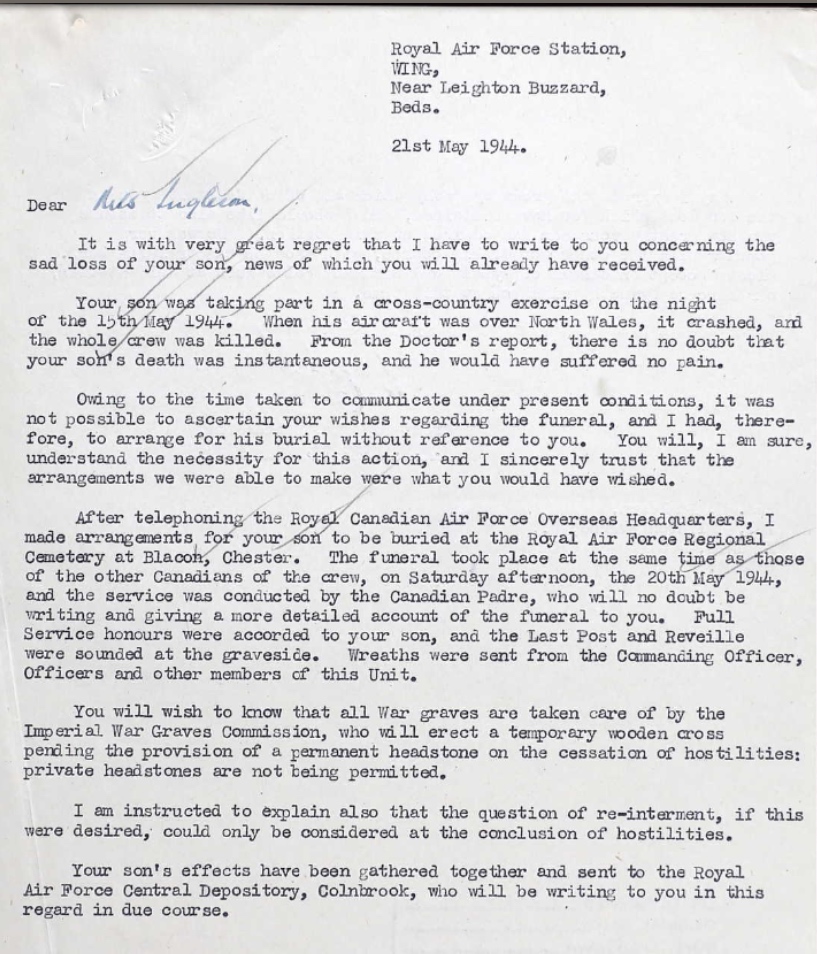 Royal Air Force Station,
WING,
Near Leighton Buzzard,
Beds.
21st May 1944.
Dear Mrs
It is with very great regret that I have to write to you concerning the
sad loss of your son, news of which you will already have received.
Your son was taking part in a cross-country exercise on the night
of the 15th May 1944. When his aircraft was over North Wales, it crashed, and
the whole crew was killed. From the Doctor's report, there is no doubt that
your son's death was instantaneous, and he would have suffered no pain.
Owing to the time taken to communicate under present conditions, it was
not possible to ascertain your wishes regarding the funeral, and I had, there-
fore, to arrange for his burial without reference to you. You will, I am sure,
understand the necessity for this action, and I sincerely trust that the
arrangements we were able to make were what you would have wished.
After telephoning the Royal Canadian Air Force Overseas Headquarters, I
made arrangements for your son to be buried at the Royal Air Force Regional
Cemetery at Blacon, Chester. The funeral took place at the same time as those
of the other Canadians of the crew, on Saturday afternoon, the 20th May 1944,
and the service was conducted by the Canadian Padre, who will no doubt be
writing and giving a more detailed account of the funeral to you. Full
Service honours were accorded to your son, and the Last Post and Reveille
were sounded at the graveside. Wreaths were sent from the Commanding Officer,
Officers and other members of this Unit.
You will wish to know that all War graves are taken care of by the
Imperial War Graves Commission, who will erect a temporary wooden cross
pending the provision of a permanent headstone on the cessation of hostilities:
private headstones are not being permitted.
I am instructed to explain also that the question of re-interment, if this
were desired, could only be considered at the conclusion of hostilities.
Your son's effects have been gathered together and sent to the Royal
Air Force Central Depository, Colnbrook, who will be writing to you in this
regard in due course.